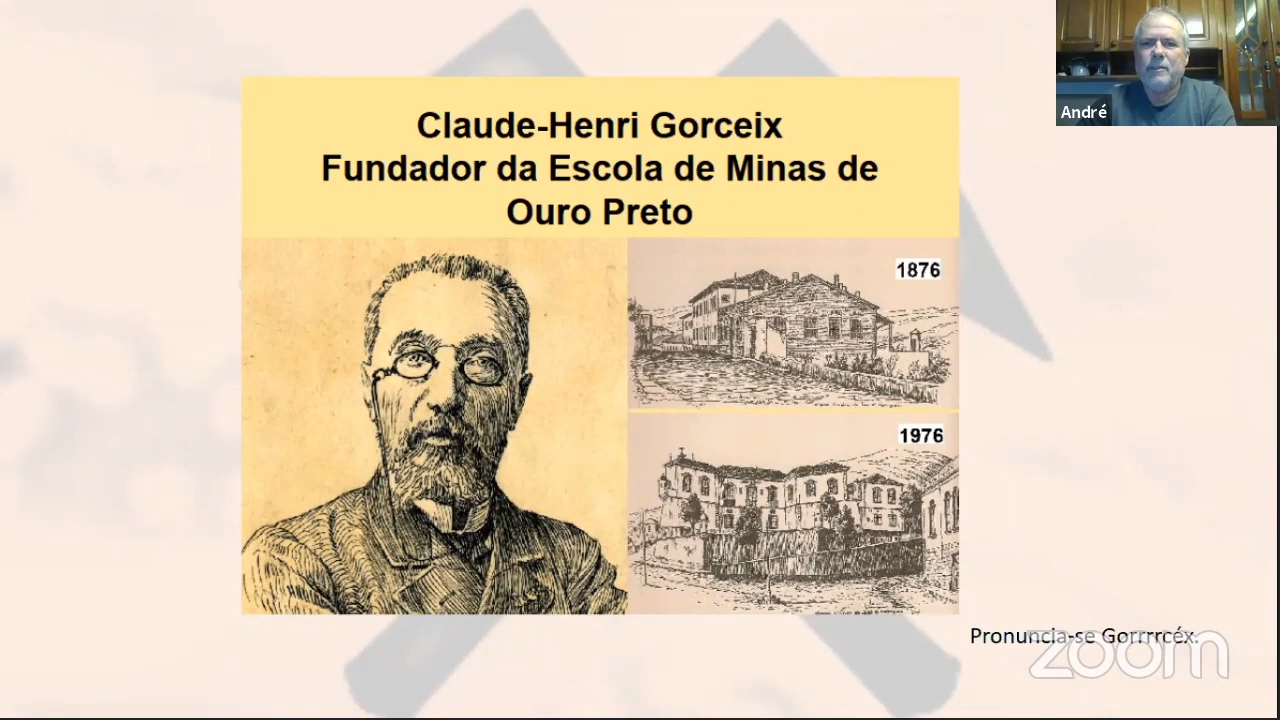 Claude-Henri Gorceix
Fundador da Escola de Minas de
Ouro Preto
1876
1976
André
Pronuncia-se Gorrrrcéx.
zoom